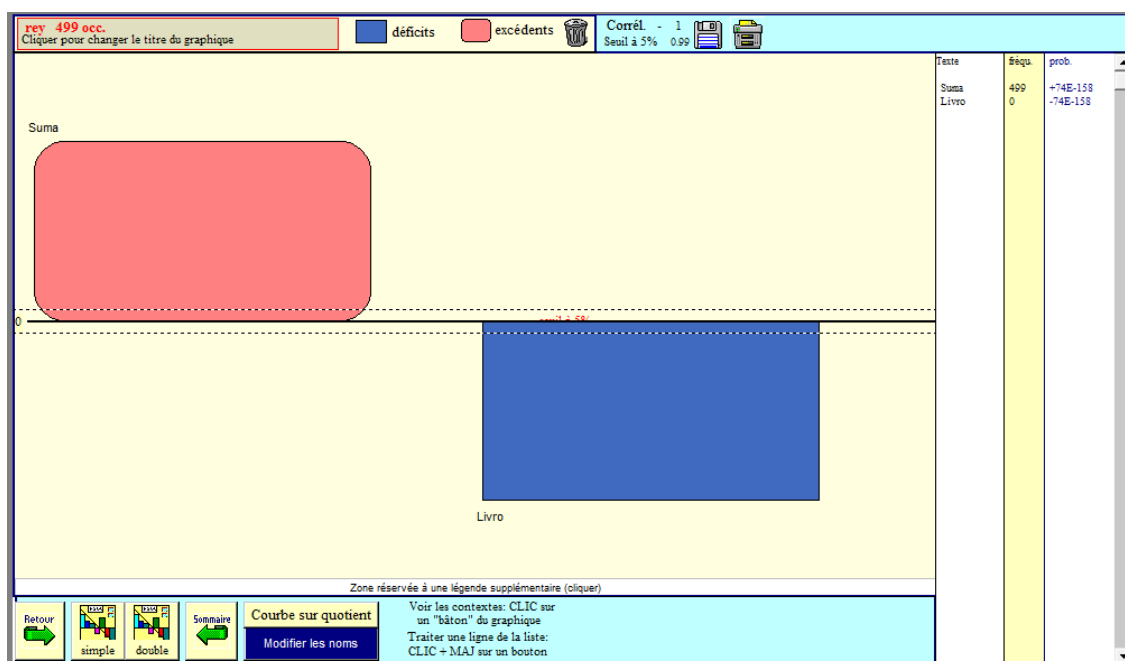 rey 499 occ.
Cliquer pour changer le titre du graphique
déficits
excédents
Corrél. - 1
Seuil à 5% 0.99
Texte fréqu. prob.
Suma 499 +74E-158
Livro 0 -74E-158
Suma
0
seuil à 5%
Livro
Zone réservée à une légende supplémentaire (cliquer)
Retour
simple
double
Sommaire
Courbe sur quotient
Modifier les noms
Voir les contextes: CLIC sur
un "bâton" du graphique
Traiter une ligne de la liste:
CLIC + MAJ sur un bouton